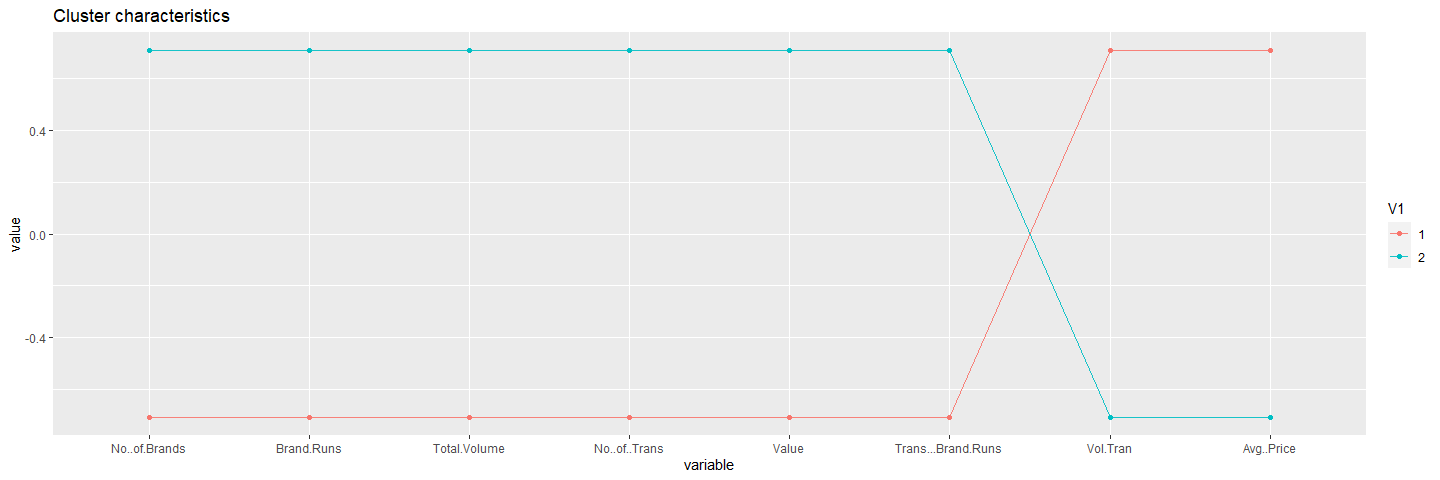 Cluster characteristics
value
0.4
0.0
-0.4
No..of.Brands Brand.Runs Total.Volume No..of..Trans Value Trans...Brand.Runs Vol.Tran Avg..Price
variable
V1
1
2